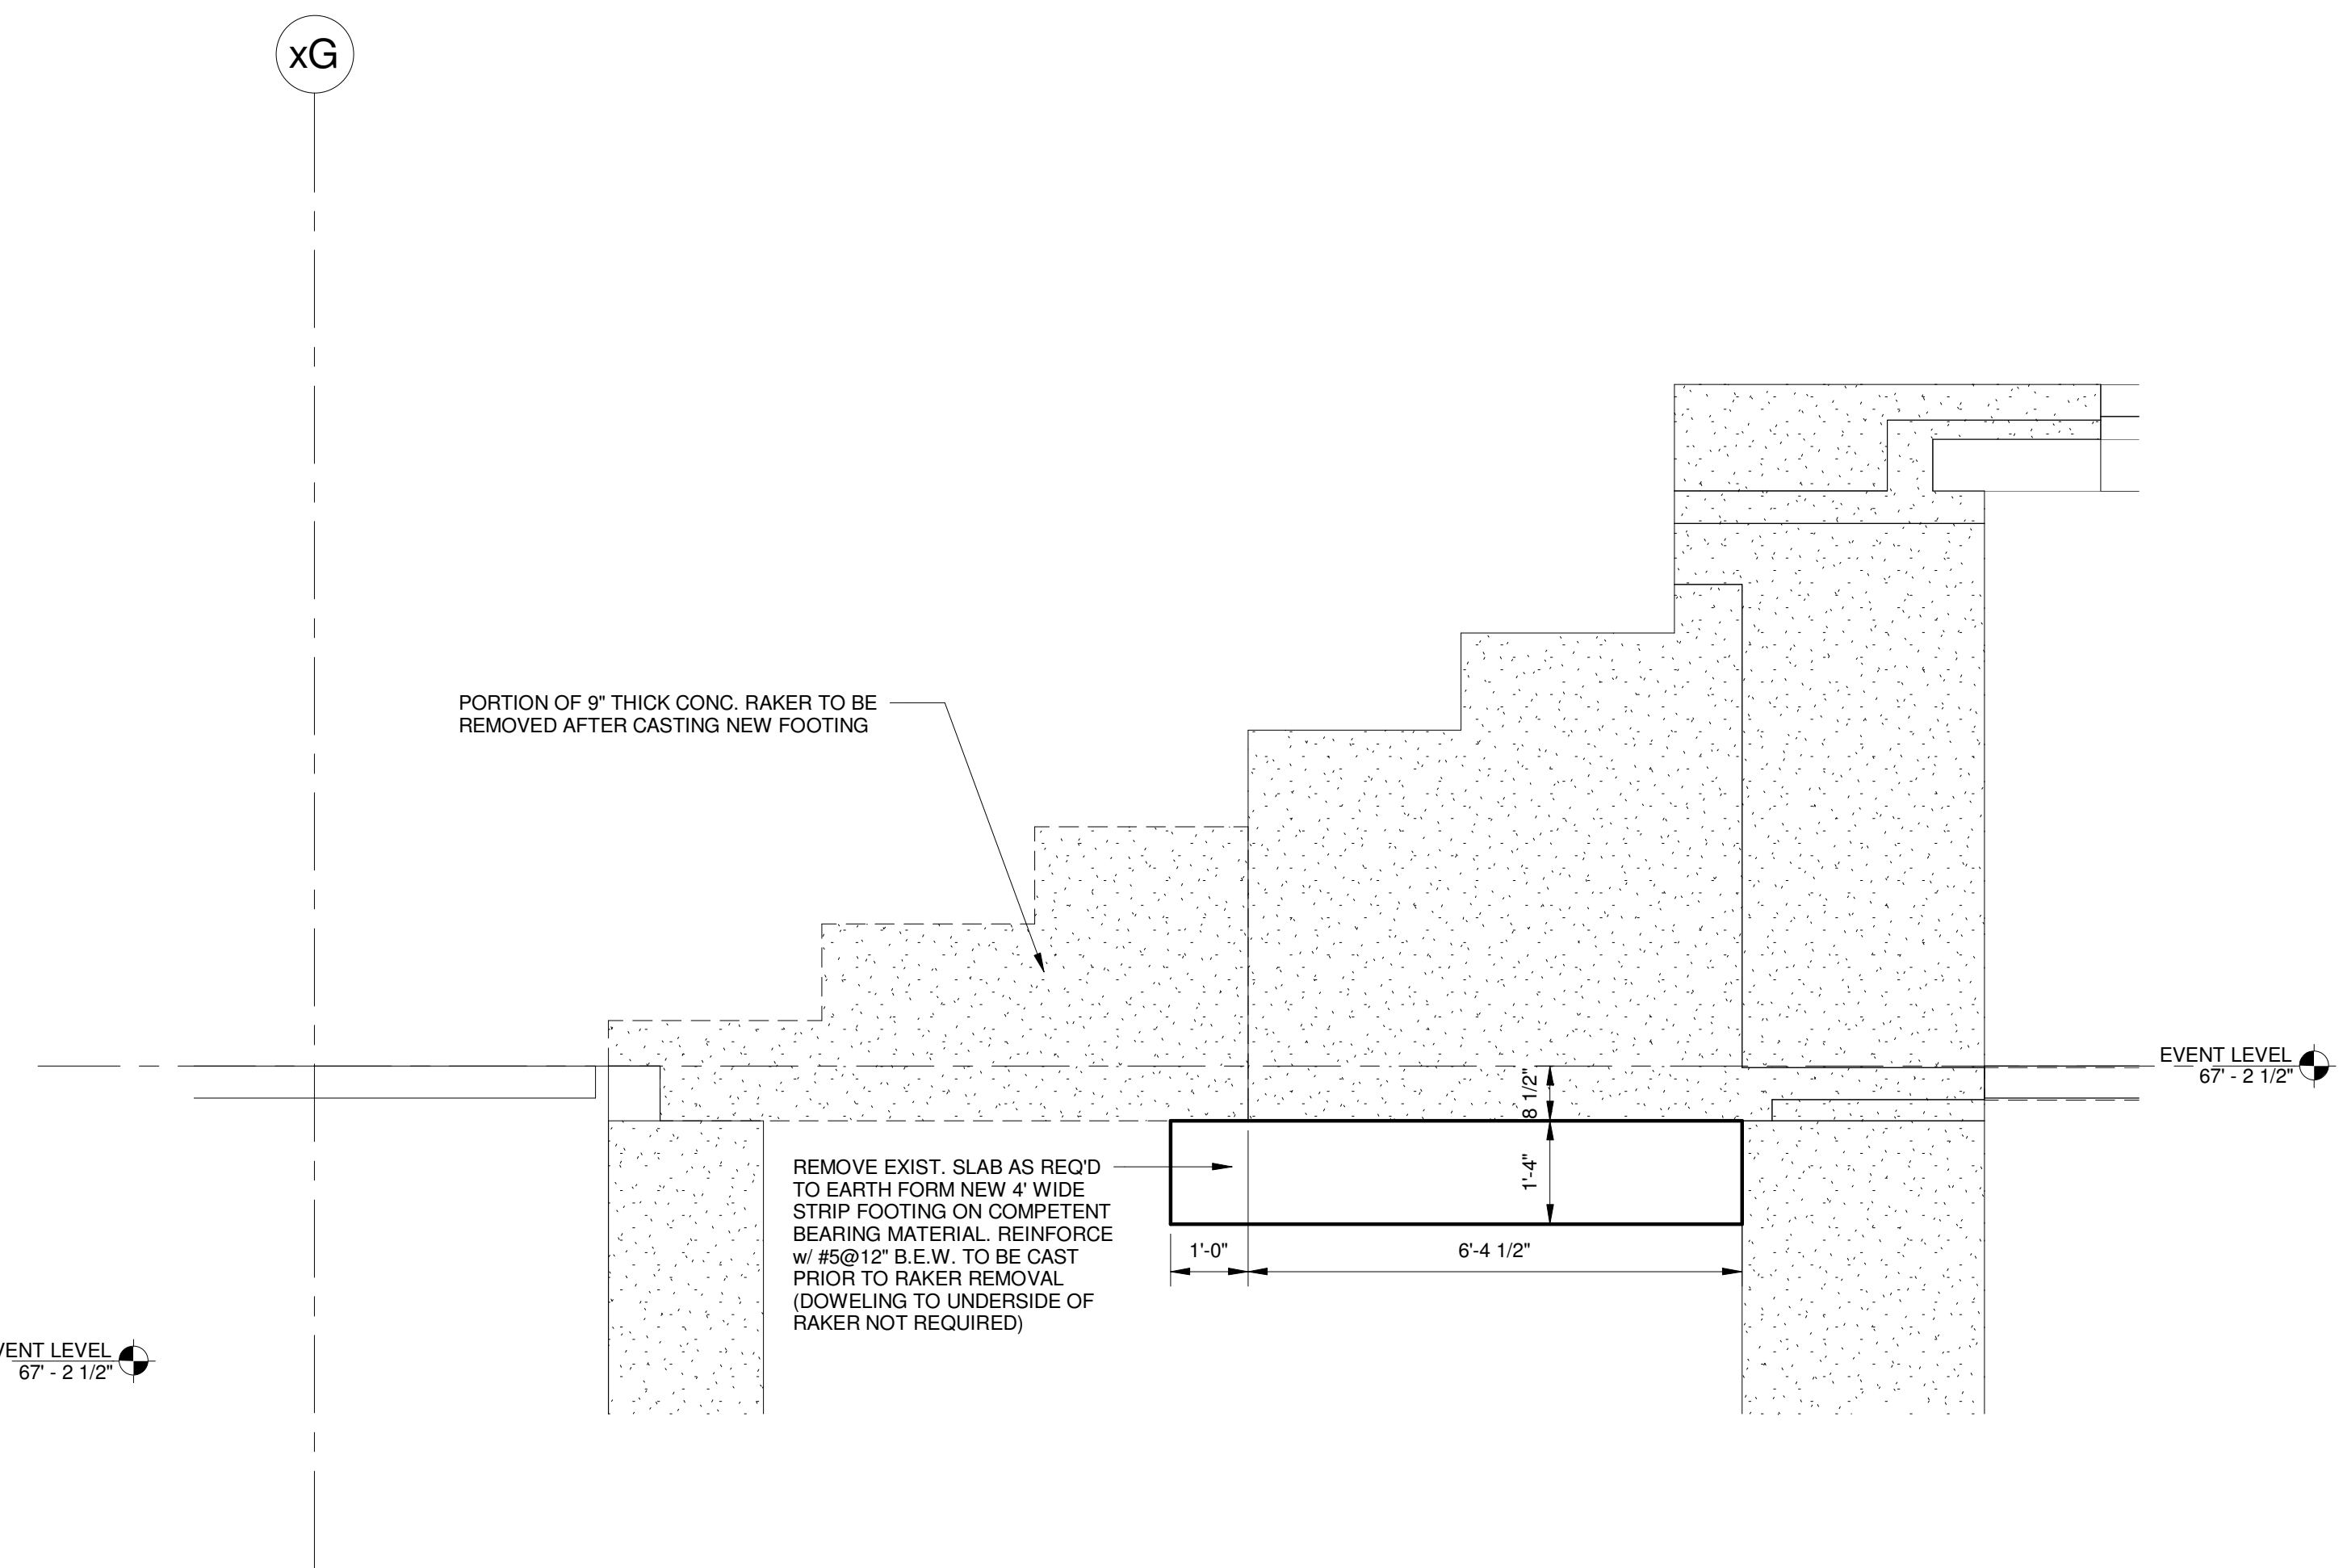 xG
PORTION OF 9" THICK CONC. RAKER TO BE
REMOVED AFTER CASTING NEW FOOTING
EVENT LEVEL
67' - 2 1/2"
8 1/2"
1'-4"
REMOVE EXIST. SLAB AS REQ'D
TO EARTH FORM NEW 4' WIDE
STRIP FOOTING ON COMPETENT
BEARING MATERIAL. REINFORCE
w/ #5@12" B.E.W. TO BE CAST
PRIOR TO RAKER REMOVAL
(DOWELING TO UNDERSIDE OF
RAKER NOT REQUIRED)
1'-0"
6'-4 1/2"
VENT LEVEL
67' - 2 1/2"